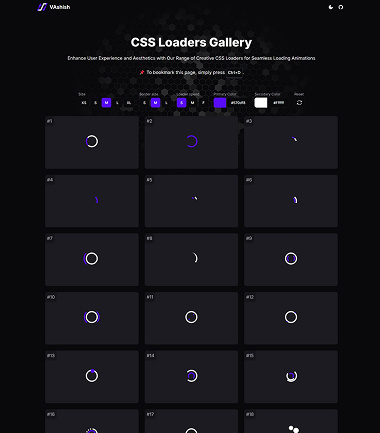 VAshish
CSS Loaders Gallery
Enhance User Experience and Aesthetics with Our Range of Creative CSS Loaders for Seamless Loading Animations
To bookmark this page, simply press Ctrl+D .
Size Border size Loader speed Primary Color Secondary Color Reset
XS S M L XL S M L S M F #570df8 #ffffff
#1 #2 #3
#4 #5 #6
#7 #8 #9
#10 #11 #12
#13 #14 #15
#16 #17 #18